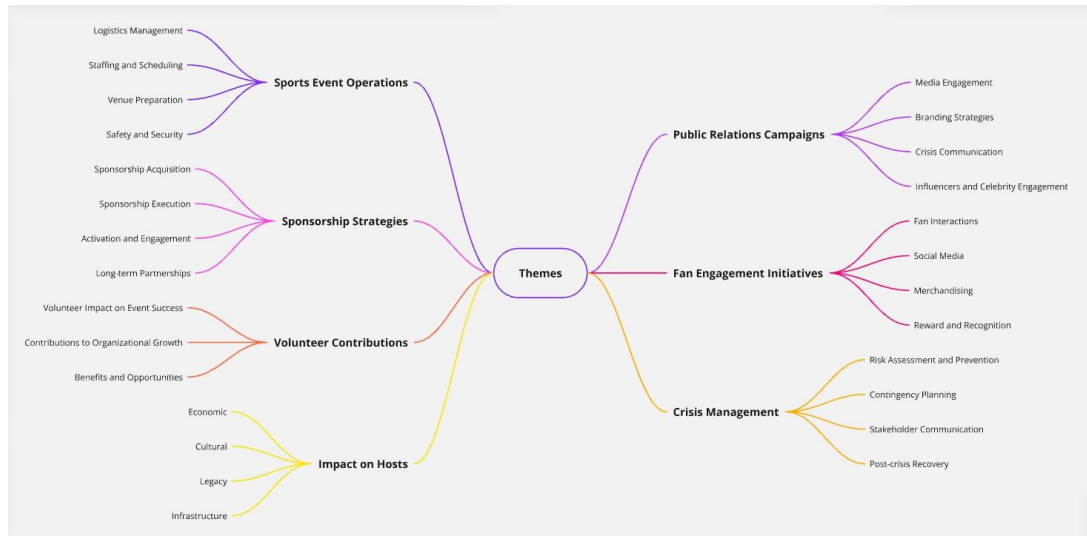 Logistics Management
Staffing and Scheduling
Venue Preparation
Safety and Security
Sports Event Operations
Sponsorship Acquisition
Sponsorship Execution
Activation and Engagement
Long-term Partnerships
Sponsorship Strategies
Volunteer Impact on Event Success
Contributions to Organizational Growth
Benefits and Opportunities
Volunteer Contributions
Economic
Cultural
Legacy
Infrastructure
Impact on Hosts
Themes
Public Relations Campaigns
Media Engagement
Branding Strategies
Crisis Communication
Influencers and Celebrity Engagement
Fan Engagement Initiatives
Fan Interactions
Social Media
Merchandising
Reward and Recognition
Crisis Management
Risk Assessment and Prevention
Contingency Planning
Stakeholder Communication
Post-crisis Recovery